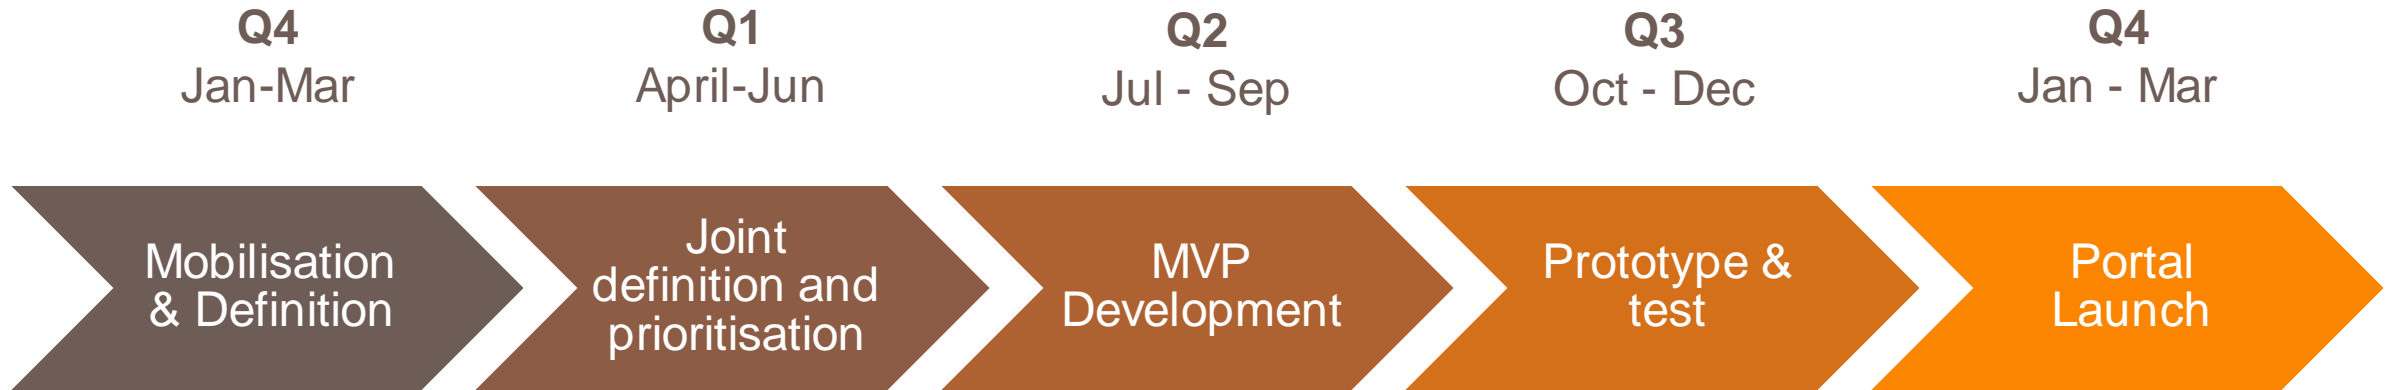 Q4
Jan-Mar
Q1
April-Jun
Q2
Jul - Sep
Q3
Oct - Dec
Q4
Jan - Mar
Mobilisation
& Definition
Joint
definition and
prioritisation
MVP
Development
Prototype &
test
Portal
Launch